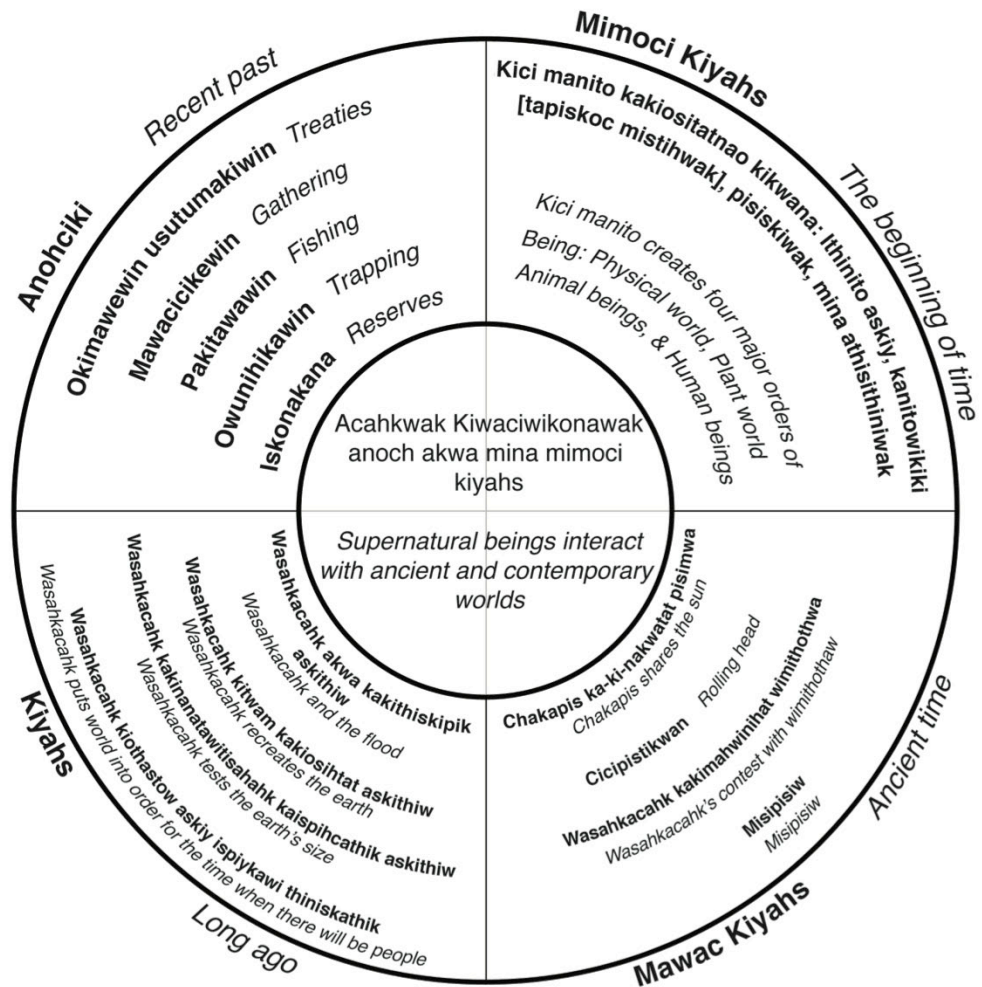 Mimoci Kiyahs
The beginning of time
Kici manito kakiositatnao kikwana: Ithinito askiy, kanitowikiki
[tapiskoc mistihwak], pisiskiwak, mina athisithiniwak
Kici manito creates four major orders of
Being: Physical world, Plant world
Animal beings, & Human beings
Mawac Kiyahs
Ancient time
Chakapis ka-ki-nakwatat pisimwa
Chakapis shares the sun
Cicipistikwan Rolling head
Wasahkacahk kakimahwinihat wimithothwa
Wasahkacahk's contest with wimithothaw
Misipisiw
Misipisiw
Kiyahs
Long ago
Wasahkacahk akwa kakithiskipik
askithiw
Wasahkacahk and the flood
Wasahkacahk kitwam kakiosihtat askithiw
Wasahkacahk recreates the earth
Wasahkacahk kakinanatawitisahahk kaispihcathik askithiw
Wasahkacahk tests the earth's size
Wasahkacahk kiothastow askiy ispiykawi thiniskathik
Wasahkacahk puts world into order for the time when there will be people
Anohciki
Recent past
Okimawewin usutumakiwin Treaties
Mawacicikewin Gathering
Pakitawawin Fishing
Owunihikawin Trapping
Iskonakana Reserves
Acahkwak Kiwaciwikonawak
anoch akwa mina mimoci
kiyahs
Supernatural beings interact
with ancient and contemporary
worlds